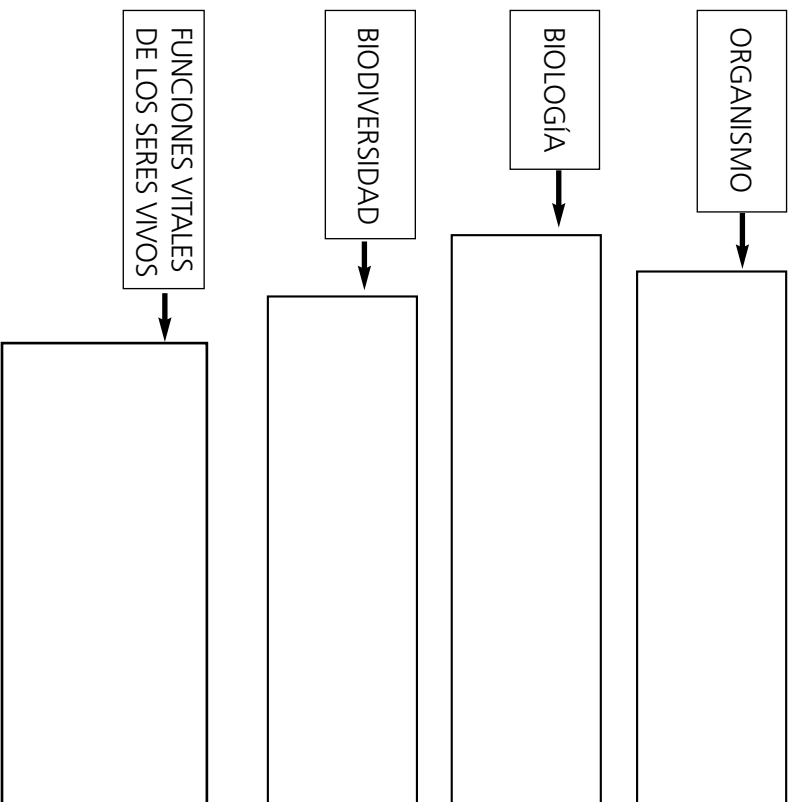 ORGANISMO
BIOLOGÍA
BIODIVERSIDAD
FUNCIONES VITALES
DE LOS SERES VIVOS